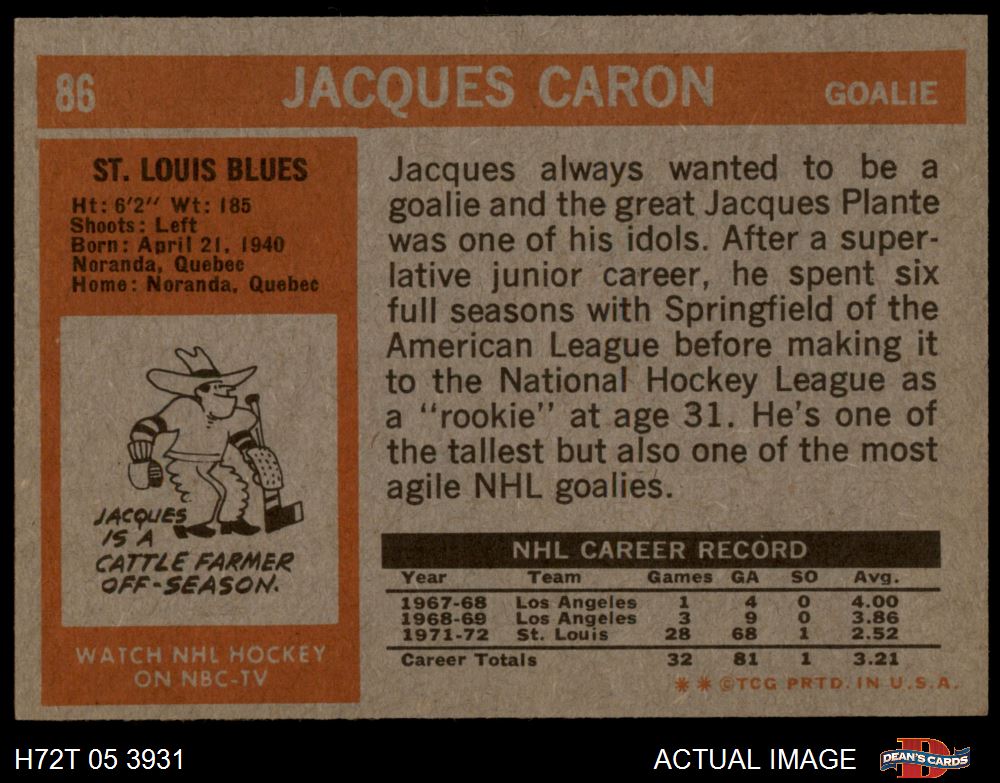 86 JACQUES CARON GOALIE
ST. LOUIS BLUES
Ht: 6'2" Wt: 185
Shoots: Left
Born: April 21, 1940
Noranda, Quebec
Home: Noranda, Quebec
JACQUES
IS A
CATTLE FARMER
OFF-SEASON.
WATCH NHL HOCKEY
ON NBC-TV
Jacques always wanted to be a
goalie and the great Jacques Plante
was one of his idols. After a super-
lative junior career, he spent six
full seasons with Springfield of the
American League before making it
to the National Hockey League as
a "rookie" at age 31. He's one of
the tallest but also one of the most
agile NHL goalies.
NHL CAREER RECORD
Year Team Games GA SO Avg.
1967-68 Los Angeles 1 4 0 4.00
1968-69 Los Angeles 3 9 0 3.86
1971-72 St. Louis 28 68 1 2.52
Career Totals 32 81 1 3.21
* * ©TCG PRTD. IN U.S.A.
H72T 05 3931 ACTUAL IMAGE DEAN'S CARDS